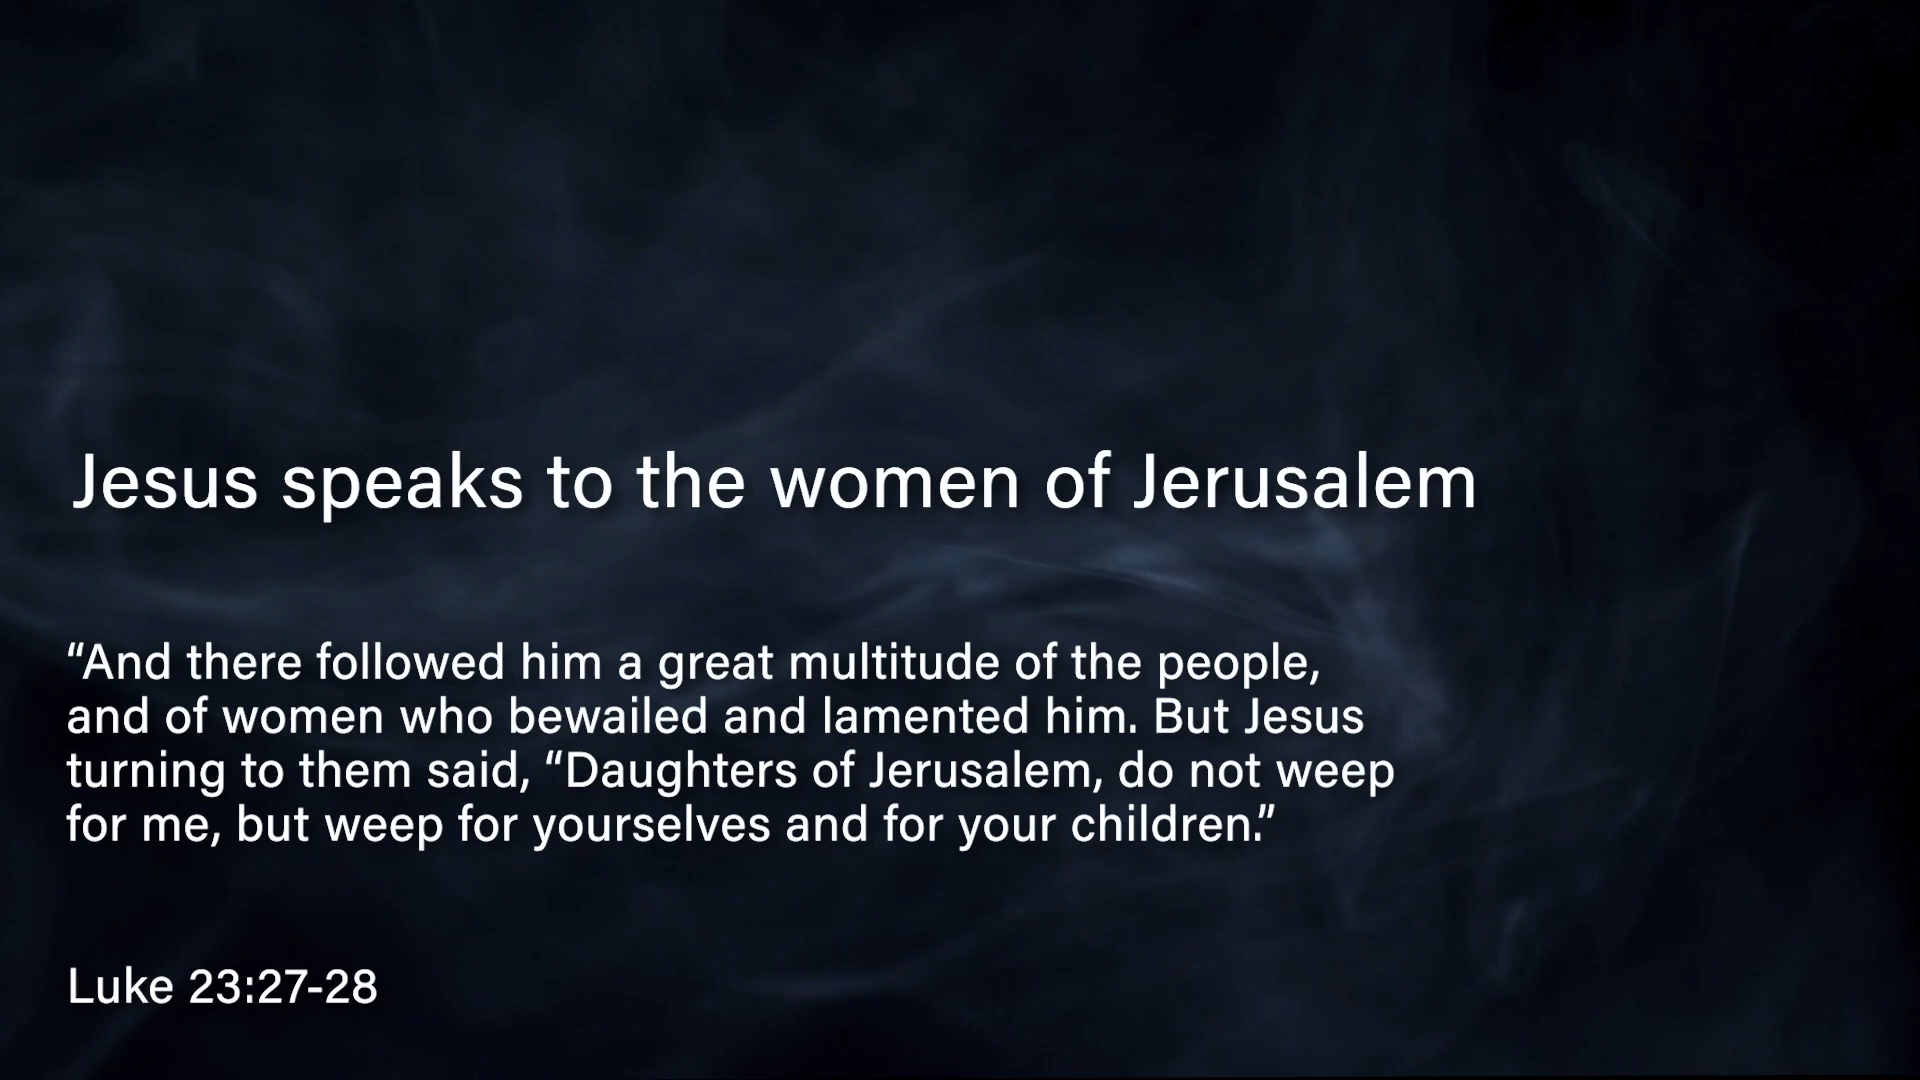 Jesus speaks to the women of Jerusalem
“And there followed him a great multitude of the people,
and of women who bewailed and lamented him. But Jesus
turning to them said, “Daughters of Jerusalem, do not weep
for me, but weep for yourselves and for your children.”
Luke 23:27-28